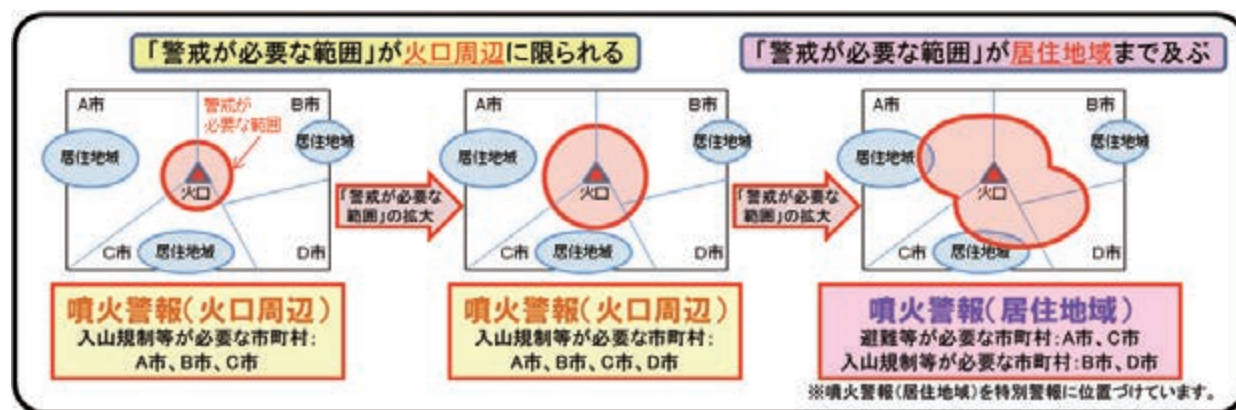 「警戒が必要な範囲」が火口周辺に限られる
「警戒が必要な範囲」が居住地域まで及ぶ
A市
警戒が
必要な範囲
B市
居住地域
居住地域
火口
C市
居住地域
D市
「警戒が必要な
範囲」の拡大
A市
B市
居住地域
居住地域
火口
C市
居住地域
D市
「警戒が必要な
範囲」の拡大
A市
B市
居住地域
居住地域
火口
C市
居住地域
D市
噴火警報(火口周辺)
入山規制等が必要な市町村:
A市、B市、C市
噴火警報(火口周辺)
入山規制等が必要な市町村:
A市、B市、C市、D市
噴火警報(居住地域)
避難等が必要な市町村:A市、C市
入山規制等が必要な市町村:B市、D市
※噴火警報(居住地域)を特別警報に位置づけています。